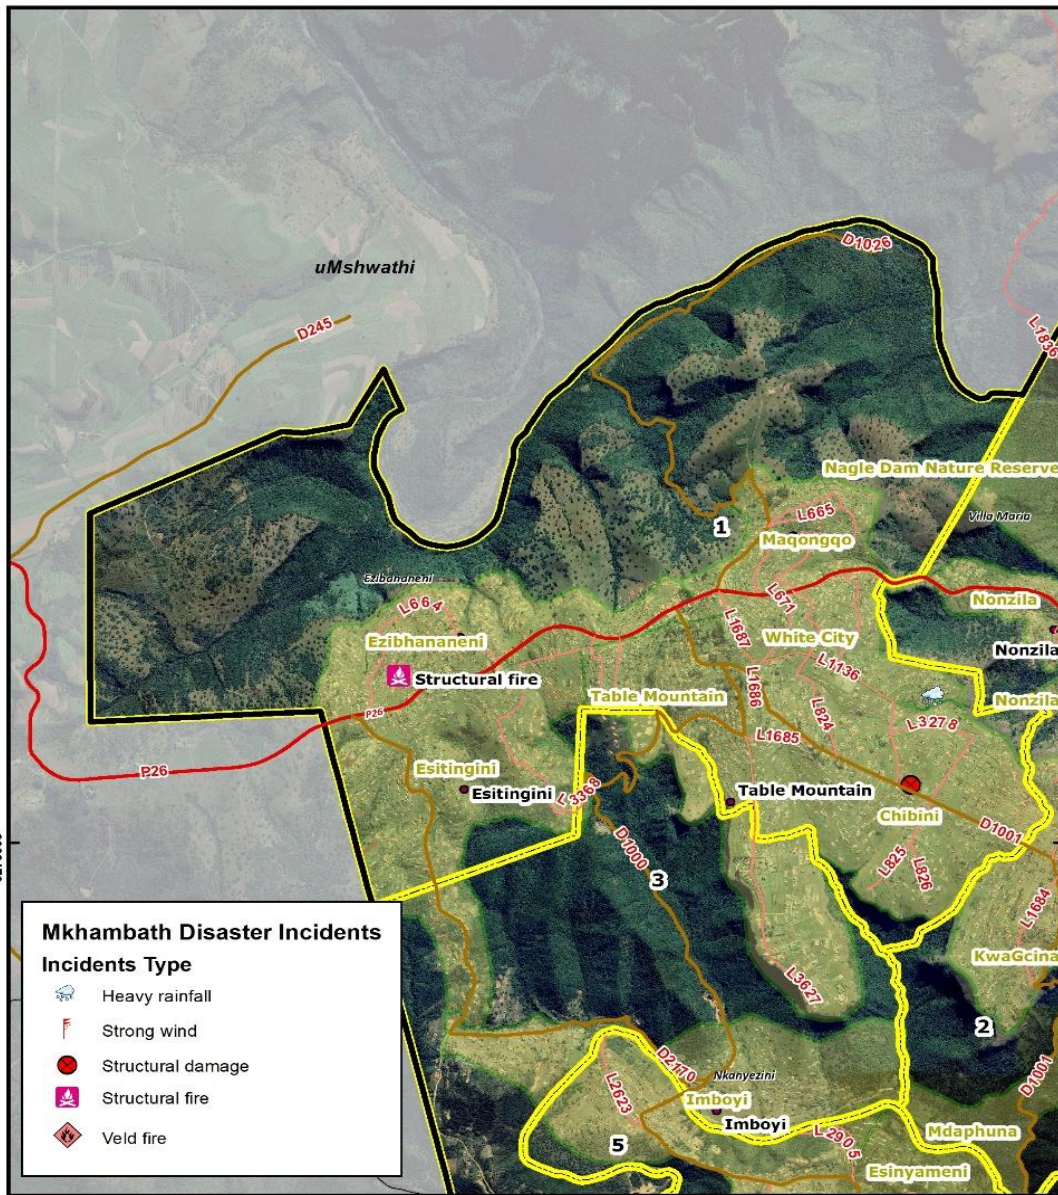 D1026
uMshwathi
D245
L1836
Nagle Dam Nature Reserve
L665
Villa Maria
1
Maqongqo
Ezibananeni
L664
L671
Nonzila
Ezibhananeni
L1687
White City
Nonzila
Structural fire
L1136
Table Mountain
L1686
L824
Nonzila
P26
L3278
L1685
P26
Esitingini
Esitingini
L3368
Table Mountain
Chibini
D1001
D1000
L825
L826
3
L1684
KwaGcina
L3627
2
Mkhambath Disaster Incidents
Incidents Type
Heavy rainfall
Strong wind
Structural damage
Structural fire
Veld fire
D2170
Nkanyezini
D1001
L2623
Imboyi
Imboyi
5
L2905
Mdaphuna
Esinyameni